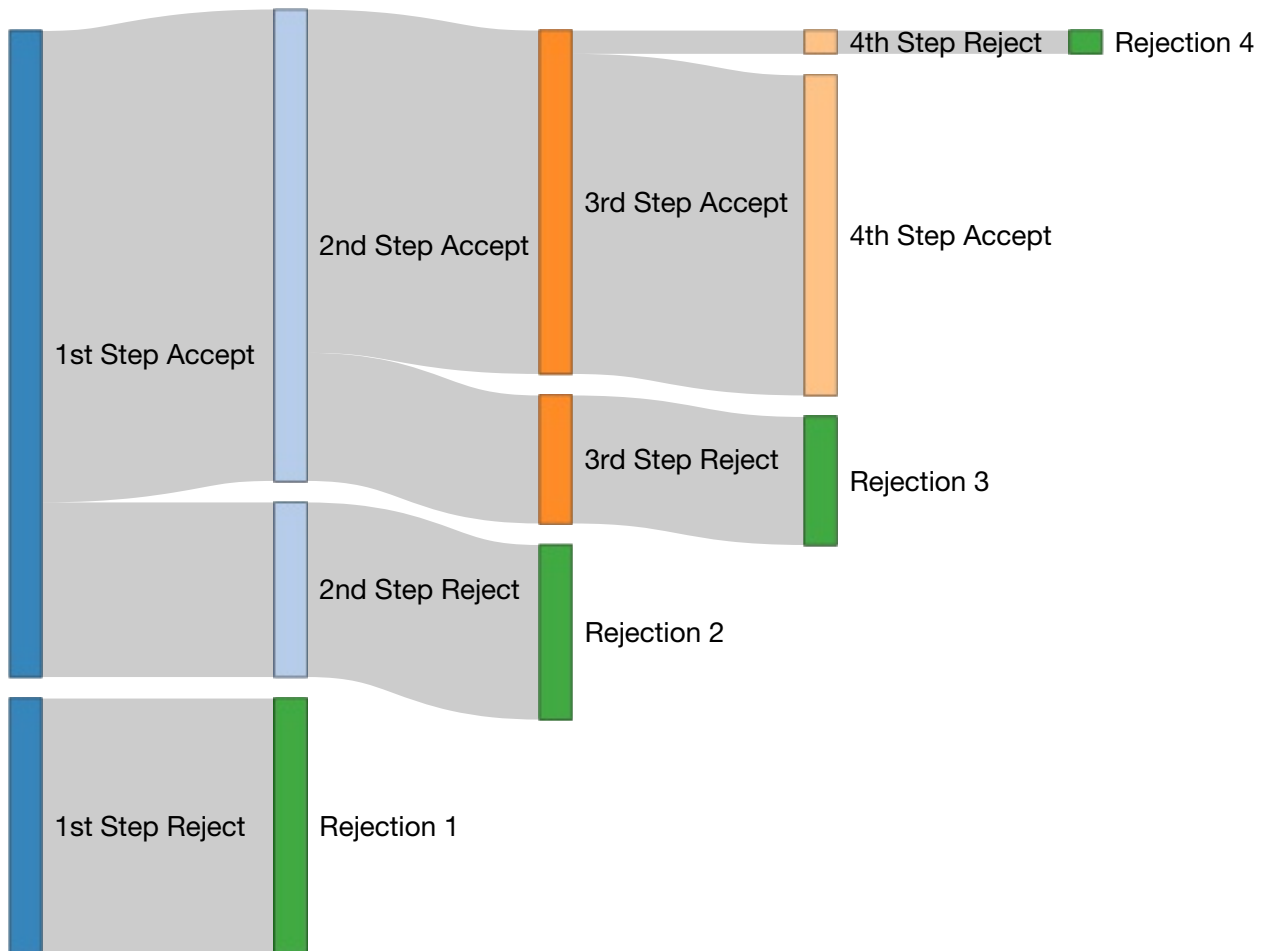 4th Step Reject
Rejection 4
3rd Step Accept
4th Step Accept
2nd Step Accept
1st Step Accept
3rd Step Reject
Rejection 3
2nd Step Reject
Rejection 2
1st Step Reject
Rejection 1